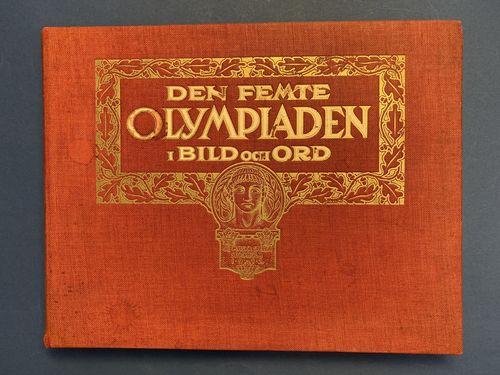 DEN FEMTE
OLYMPIADEN
I BILD OCH ORD